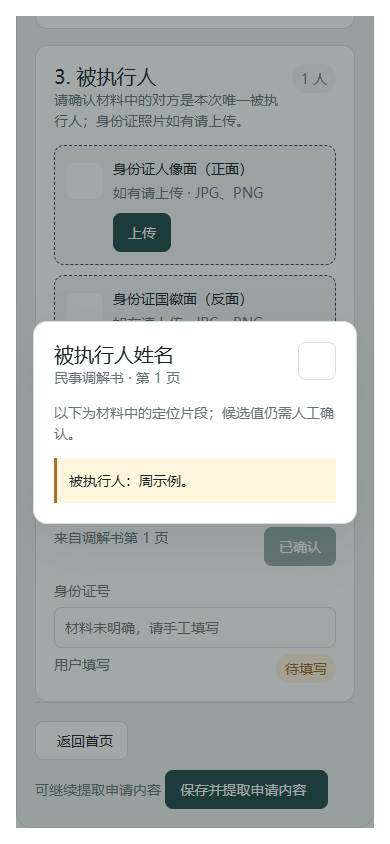 3. 被执行人
1 人
请确认材料中的对方是本次唯一被执
行人；身份证照片如有请上传。
身份证人像面（正面）
如有请上传 · JPG、PNG
上传
身份证国徽面（反面）
如有请上传 · JPG、PNG
被执行人姓名
民事调解书 · 第 1 页
以下为材料中的定位片段；候选值仍需人工确
认。
被执行人：周示例。
来自调解书第 1 页
已确认
身份证号
材料未明确，请手工填写
用户填写
待填写
返回首页
可继续提取申请内容
保存并提取申请内容